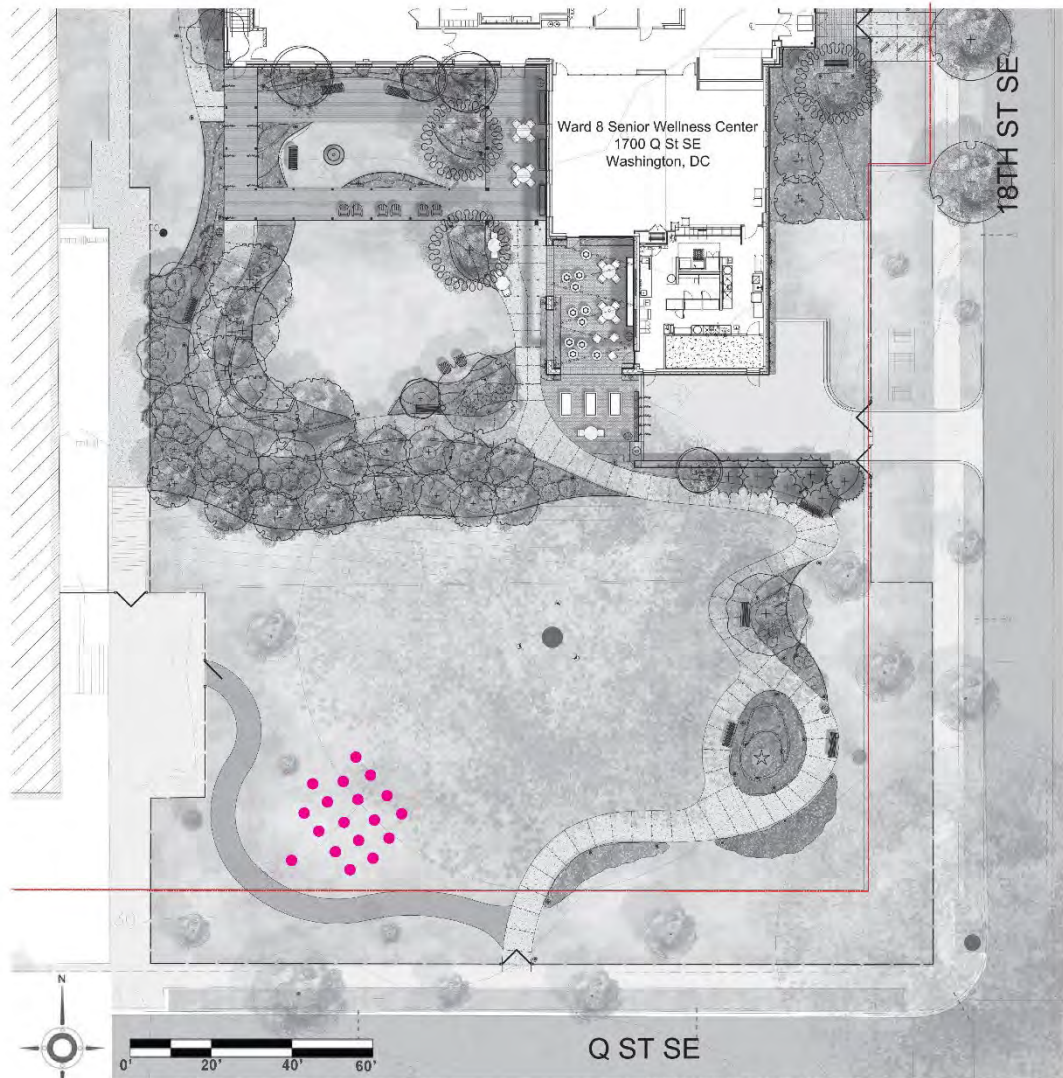 Ward 8 Senior Wellness Center
1700 Q St SE
Washington, DC
18TH ST SE
N
0'
20'
40'
60'
Q ST SE